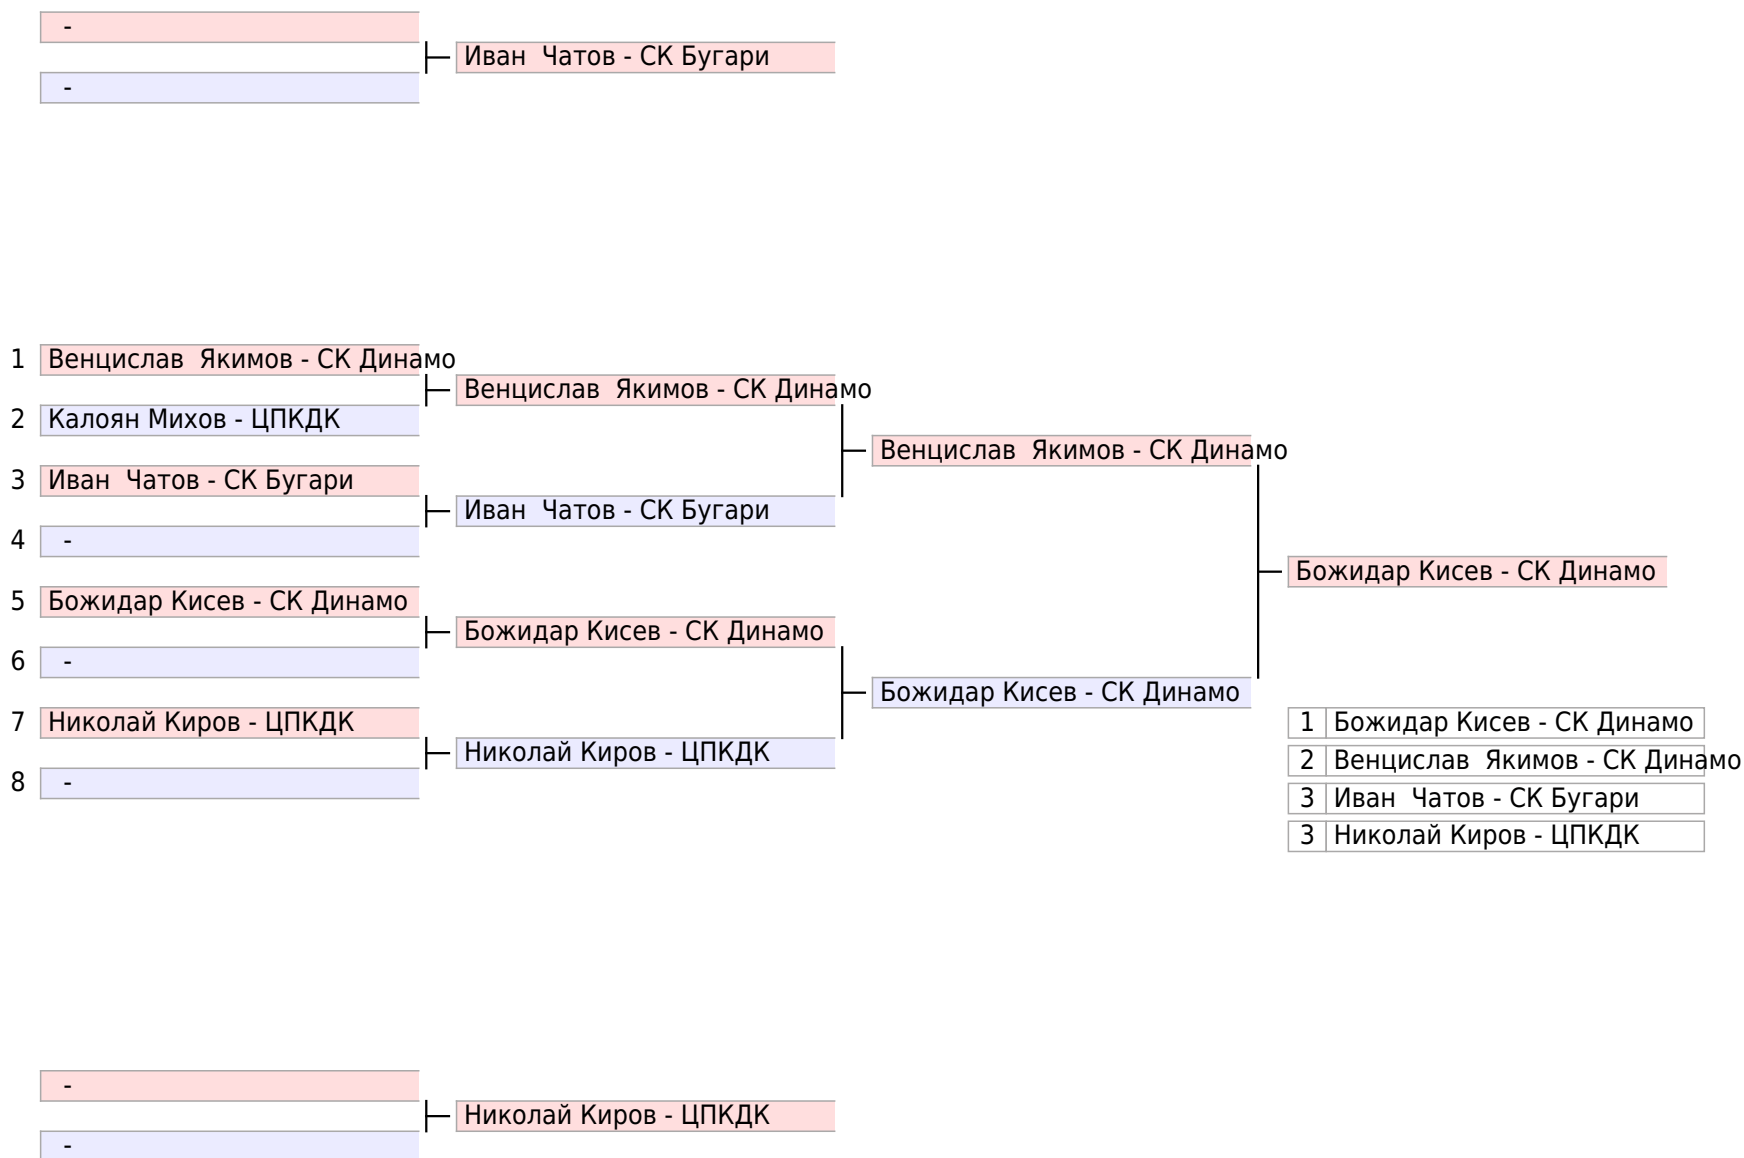 -
Иван  Чатов - СК Бугари
-
1 Венцислав  Якимов - СК Динамо
Венцислав  Якимов - СК Динамо
2 Калоян Михов - ЦПКДК
Венцислав  Якимов - СК Динамо
3 Иван  Чатов - СК Бугари
Иван  Чатов - СК Бугари
4 -
Божидар Кисев - СК Динамо
5 Божидар Кисев - СК Динамо
Божидар Кисев - СК Динамо
6 -
Божидар Кисев - СК Динамо
7 Николай Киров - ЦПКДК
Николай Киров - ЦПКДК
8 -
1 Божидар Кисев - СК Динамо
2 Венцислав  Якимов - СК Динамо
3 Иван  Чатов - СК Бугари
3 Николай Киров - ЦПКДК
-
Николай Киров - ЦПКДК
-